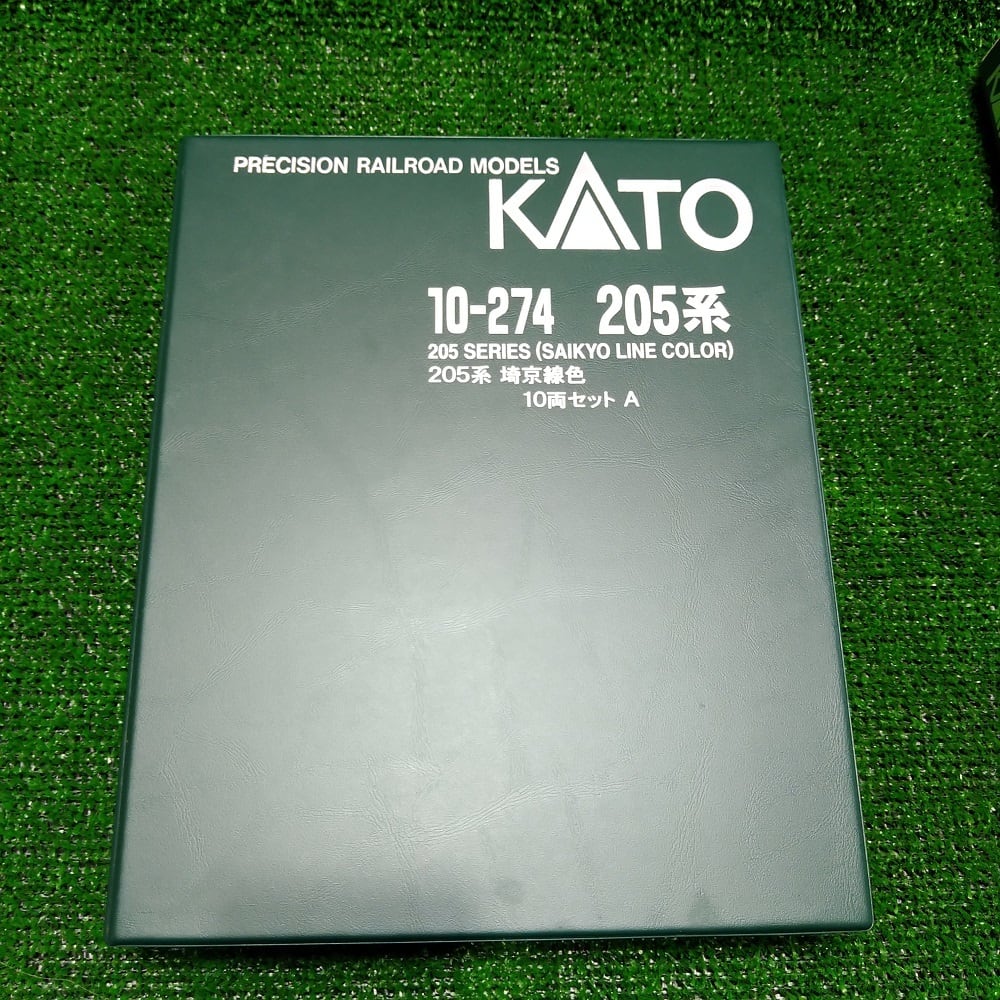 PRECISION RAILROAD MODELS
KATO
10-274 205系
205 SERIES (SAIKYO LINE COLOR)
205系 埼京線色
10両セット A